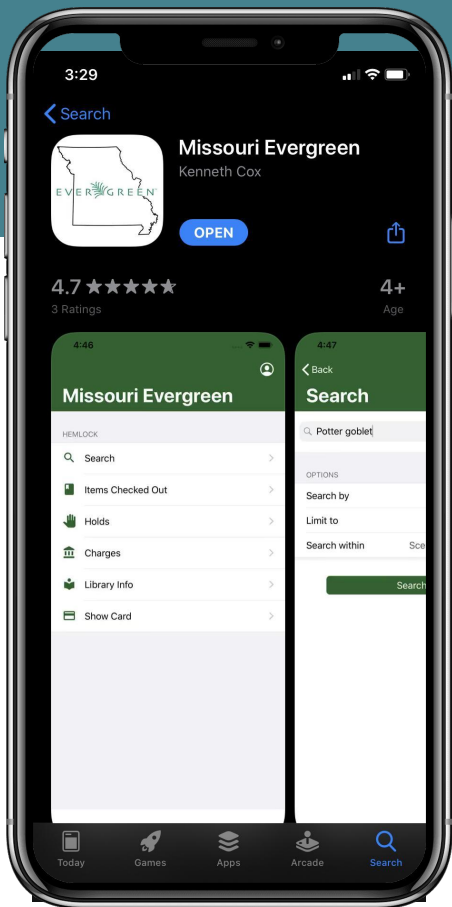 3:29
Search
EVERGREEN
Missouri Evergreen
Kenneth Cox
OPEN
4.7
4+
3 Ratings
Age
4:46
Missouri Evergreen
HEMLOCK
Search
Items Checked Out
Holds
Charges
Library Info
Show Card
4:47
Back
Search
Potter goblet
OPTIONS
Search by
Limit to
Search within
Sce
Search
Today
Games
Apps
Arcade
Search